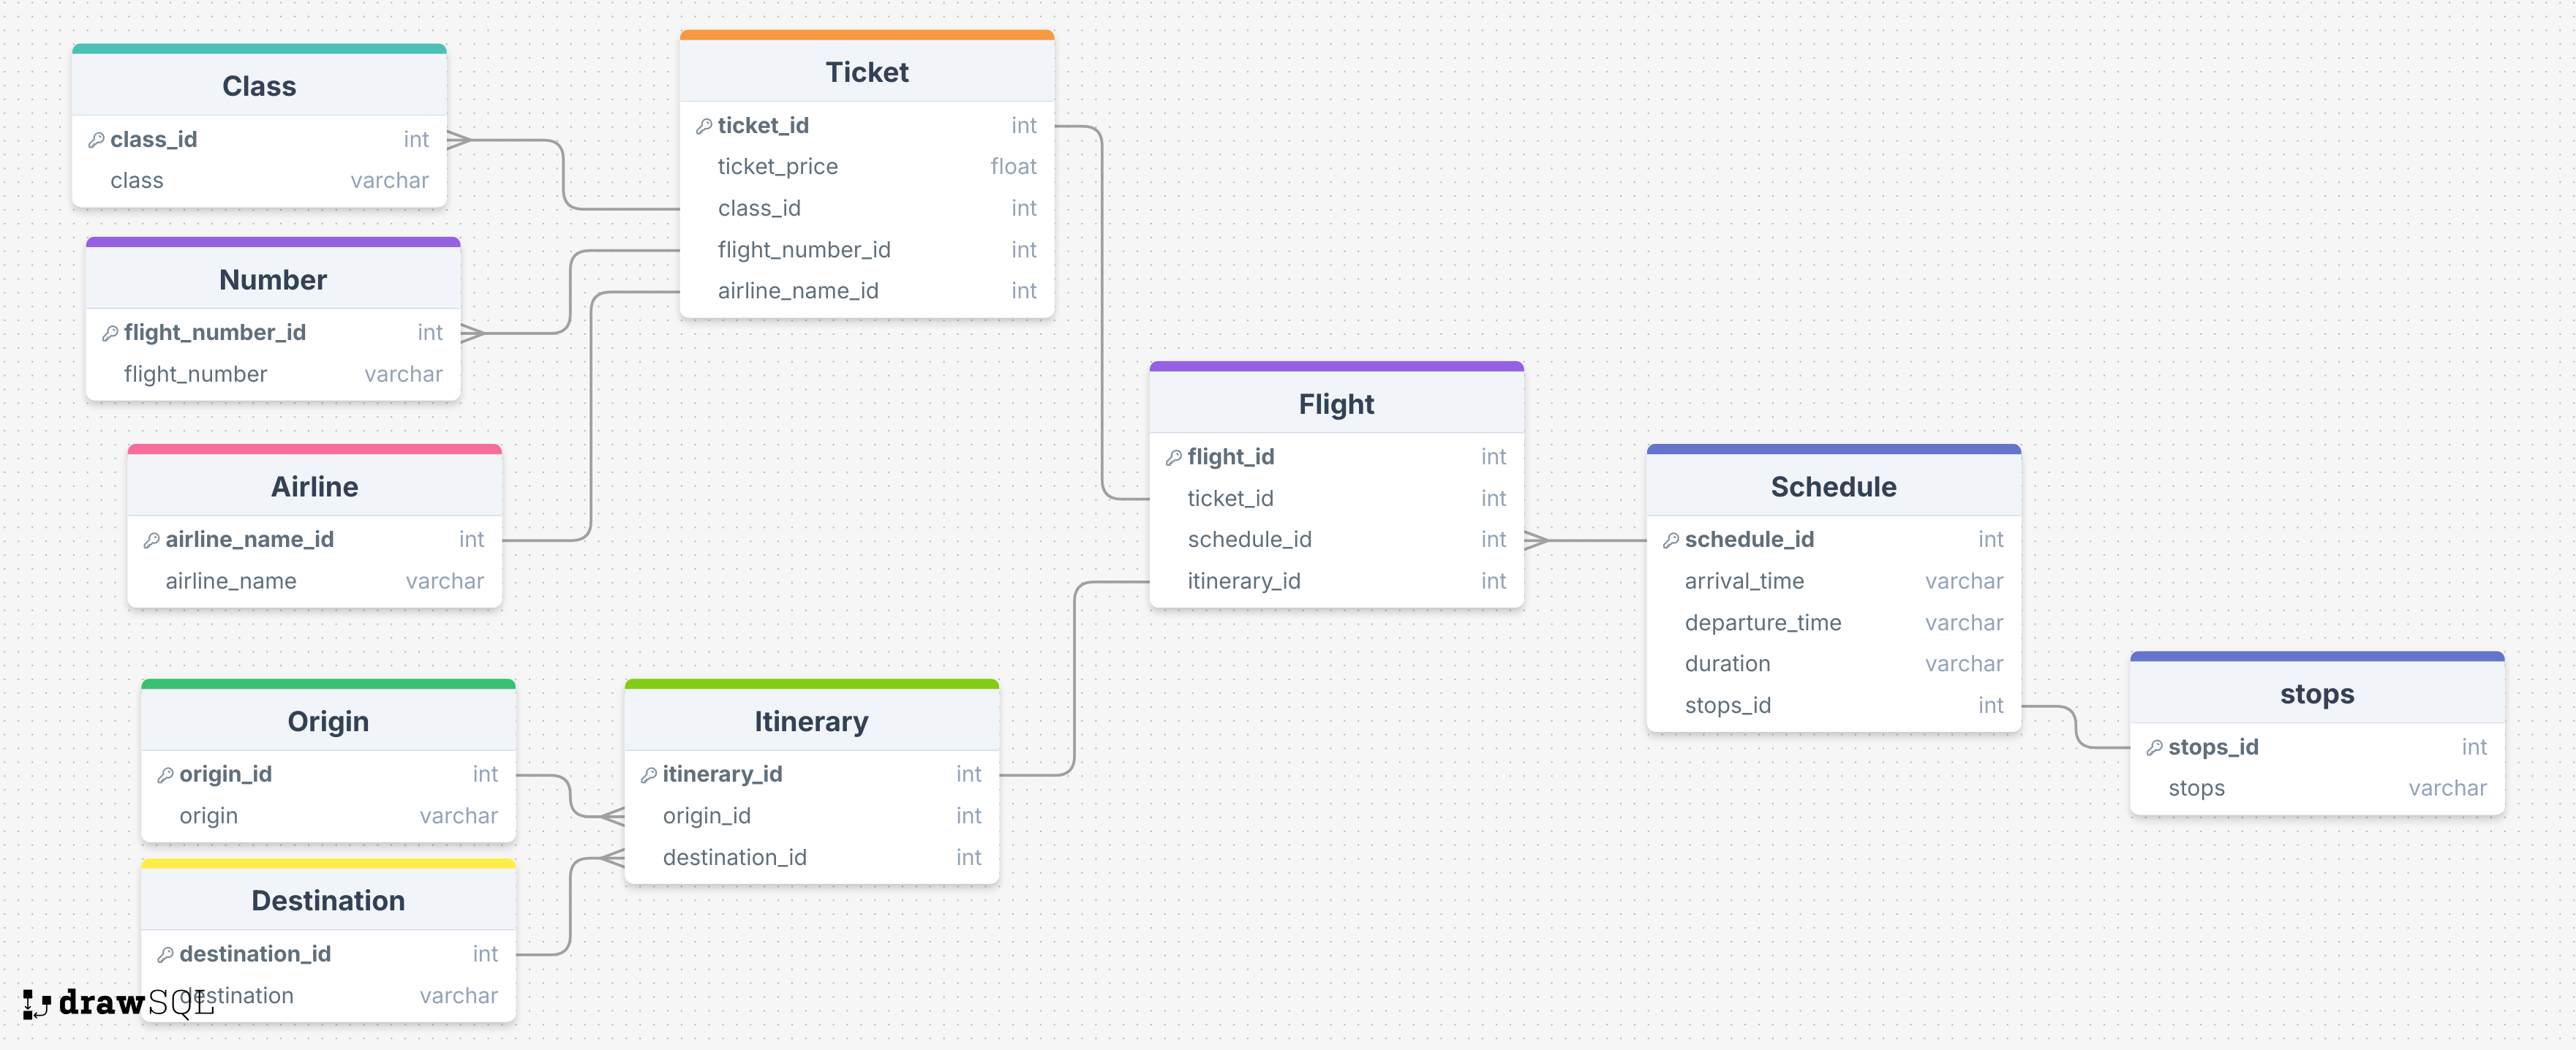 Class
class_id int
class varchar
Number
flight_number_id int
flight_number varchar
Airline
airline_name_id int
airline_name varchar
Ticket
ticket_id int
ticket_price float
class_id int
flight_number_id int
airline_name_id int
Flight
flight_id int
ticket_id int
schedule_id int
itinerary_id int
Schedule
schedule_id int
arrival_time varchar
departure_time varchar
duration varchar
stops_id int
stops
stops_id int
stops varchar
Origin
origin_id int
origin varchar
Itinerary
itinerary_id int
origin_id int
destination_id int
Destination
destination_id int
destination varchar
drawSQL